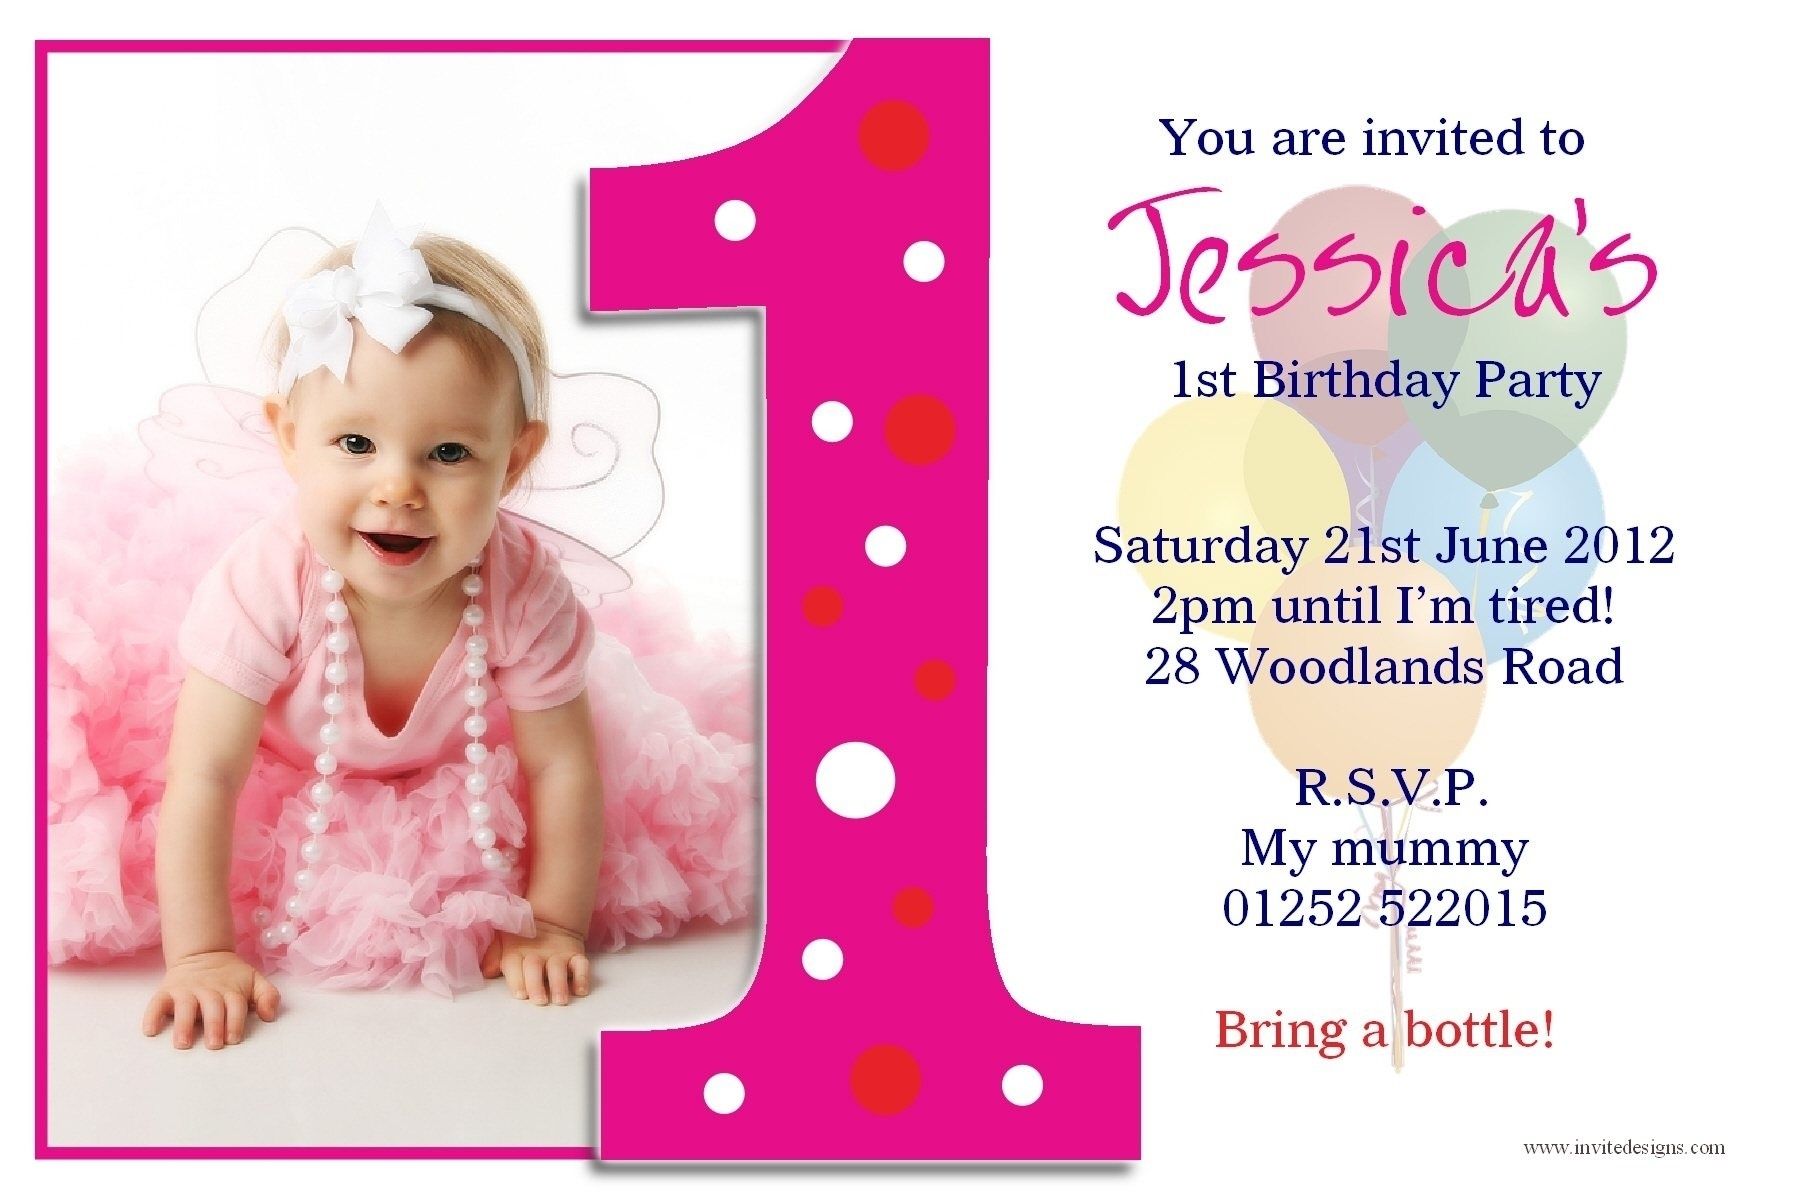 You are invited to
Jessica's
1st Birthday Party
Saturday 21st June 2012
2pm until I’m tired!
28 Woodlands Road
R.S.V.P.
My mummy
01252 522015
Bring a bottle!
www.invitedesigns.com
1